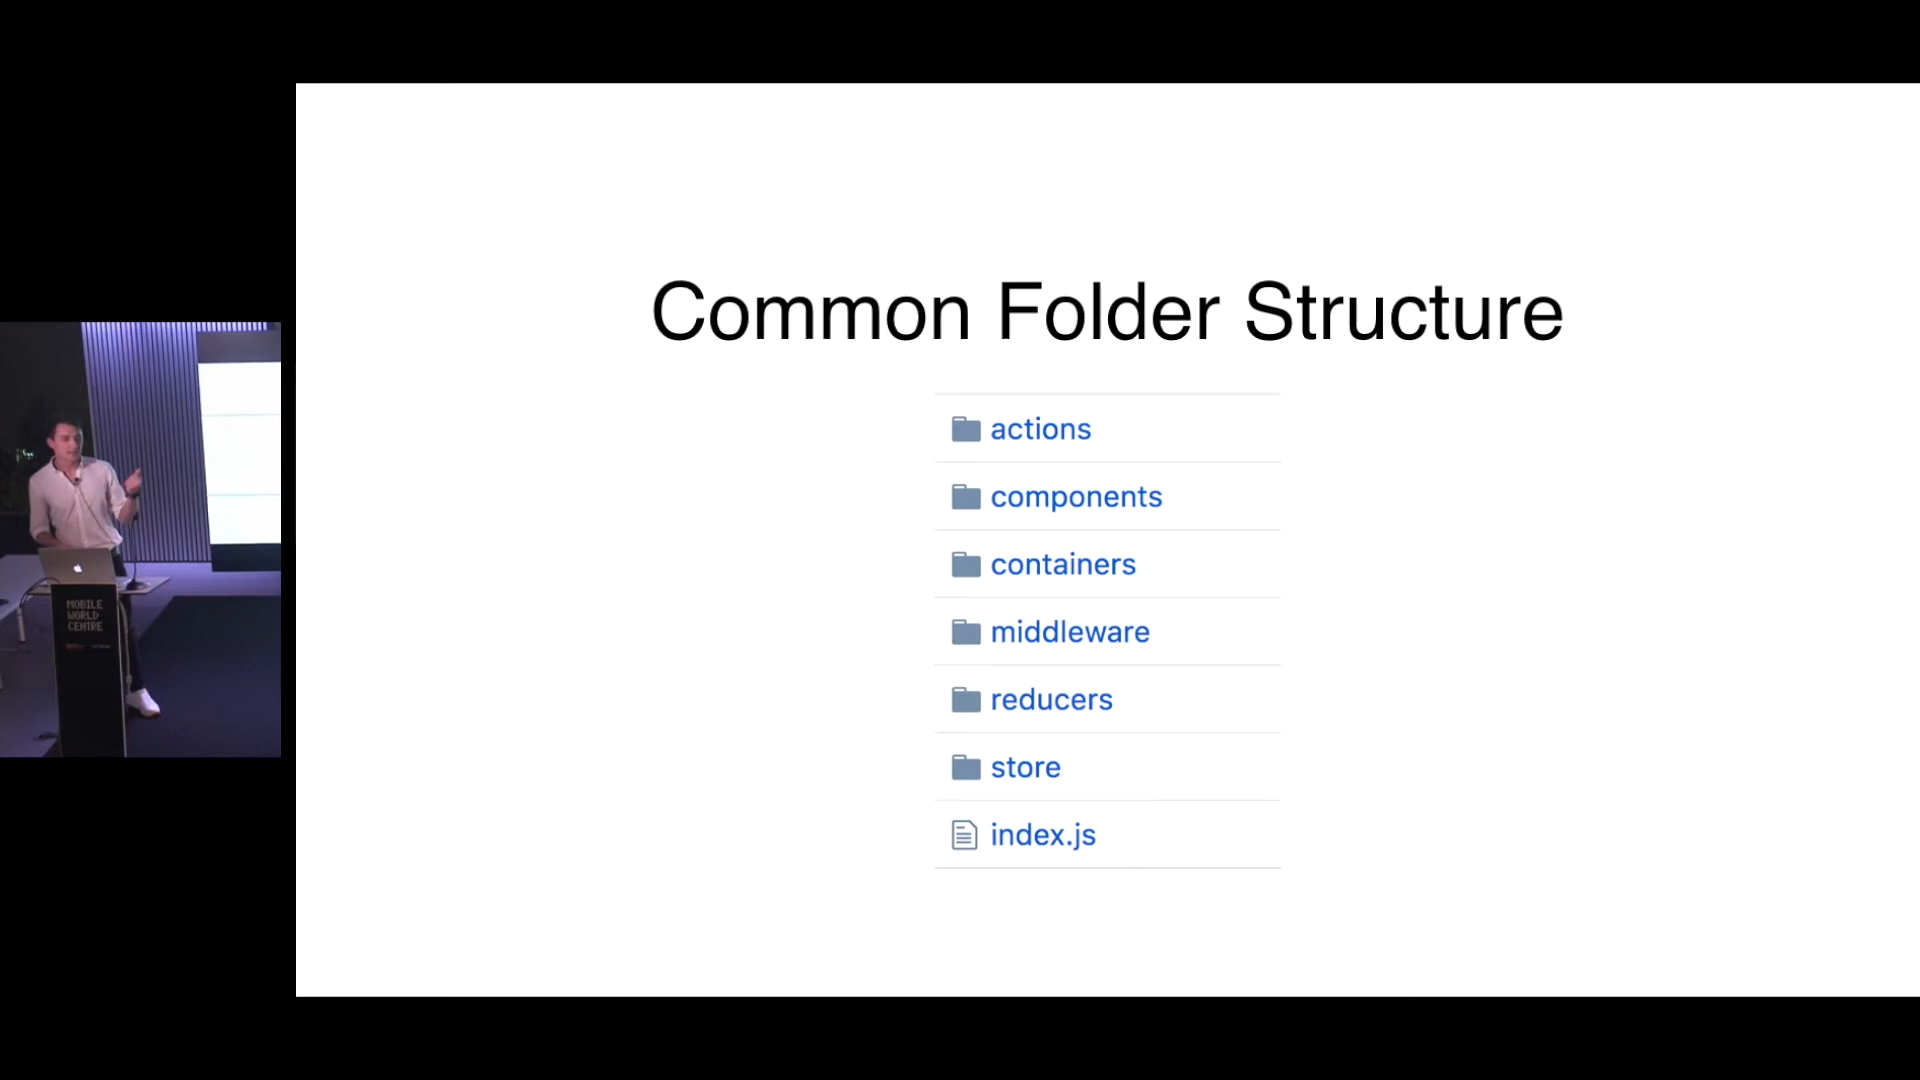 Common Folder Structure
actions
components
containers
middleware
reducers
store
index.js
MOBILE
WORLD
CENTRE